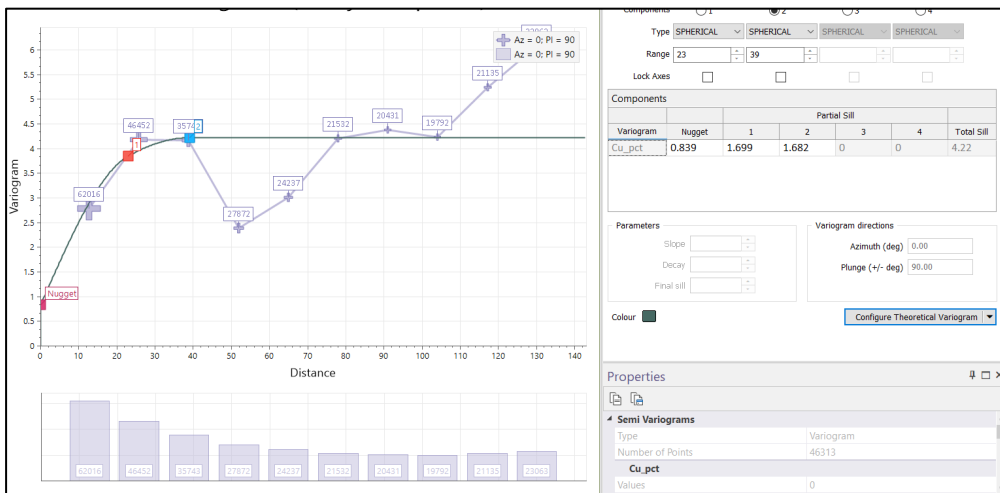 Components 1 2 3 4
Type SPHERICAL SPHERICAL SPHERICAL SPHERICAL
Range 23 39
Lock Axes
Components
Partial Sill
Variogram Nugget 1 2 3 4 Total Sill
Cu_pct 0.839 1.699 1.682 0 0 4.22
Parameters
Slope
Decay
Final sill
Variogram directions
Azimuth (deg) 0.00
Plunge (+/- deg) 90.00
Colour
Configure Theoretical Variogram
Properties
Semi Variograms
Type Variogram
Number of Points 46313
Cu_pct
Values 0
Az = 0; Pl = 90
Az = 0; Pl = 90
Variogram
6
5.5
5
4.5
4
3.5
3
2.5
2
1.5
1
0.5
0
0 10 20 30 40 50 60 70 80 90 100 110 120 130 140
Distance
Nugget
1
2
62016
46452
35743
27872
24237
21532
20431
19792
21135
62016 46452 35743 27872 24237 21532 20431 19792 21135 23063